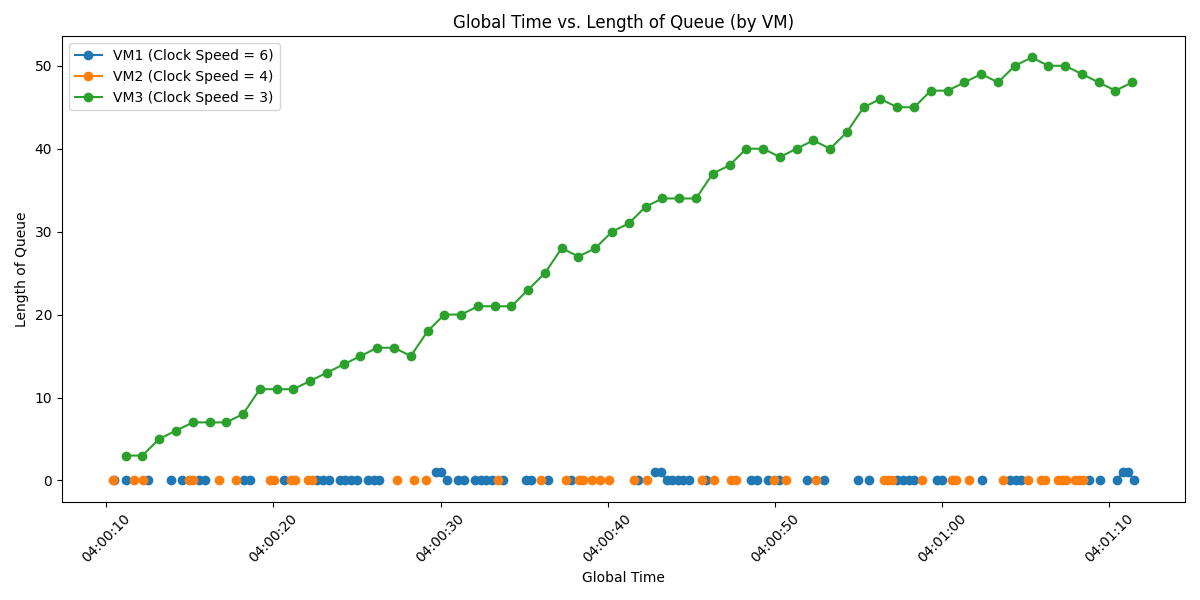 Global Time vs. Length of Queue (by VM)
VM1 (Clock Speed = 6)
VM2 (Clock Speed = 4)
VM3 (Clock Speed = 3)
Length of Queue
50
40
30
20
10
0
04:00:10
04:00:20
04:00:30
04:00:40
04:00:50
04:01:00
04:01:10
Global Time